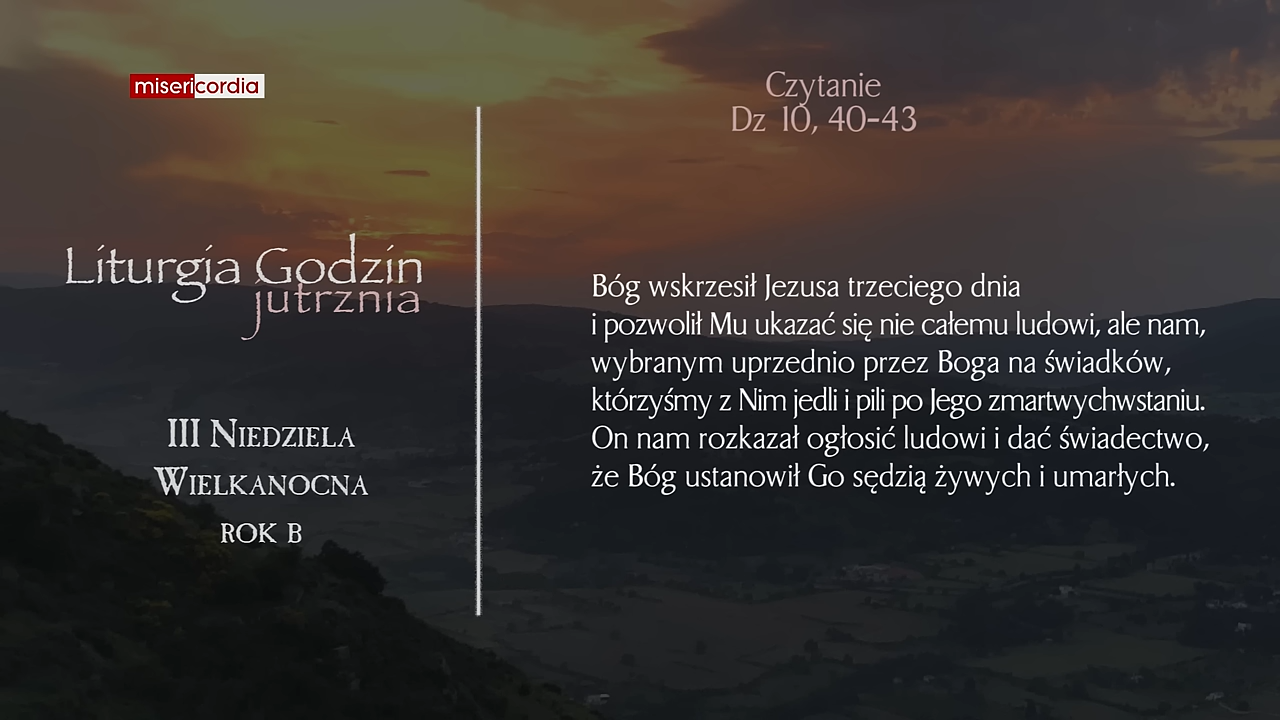 misericordia
Liturgia Godzin
jutrznia
III Niedziela
Wielkanocna
rok B
Czytanie
Dz 10, 40-43
Bóg wskrzesił Jezusa trzeciego dnia
i pozwolił Mu ukazać się nie całemu ludowi, ale nam,
wybranym uprzednio przez Boga na świadków,
którzyśmy z Nim jedli i pili po Jego zmartwychwstaniu.
On nam rozkazał ogłosić ludowi i dać świadectwo,
że Bóg ustanowił Go sędzią żywych i umarłych.